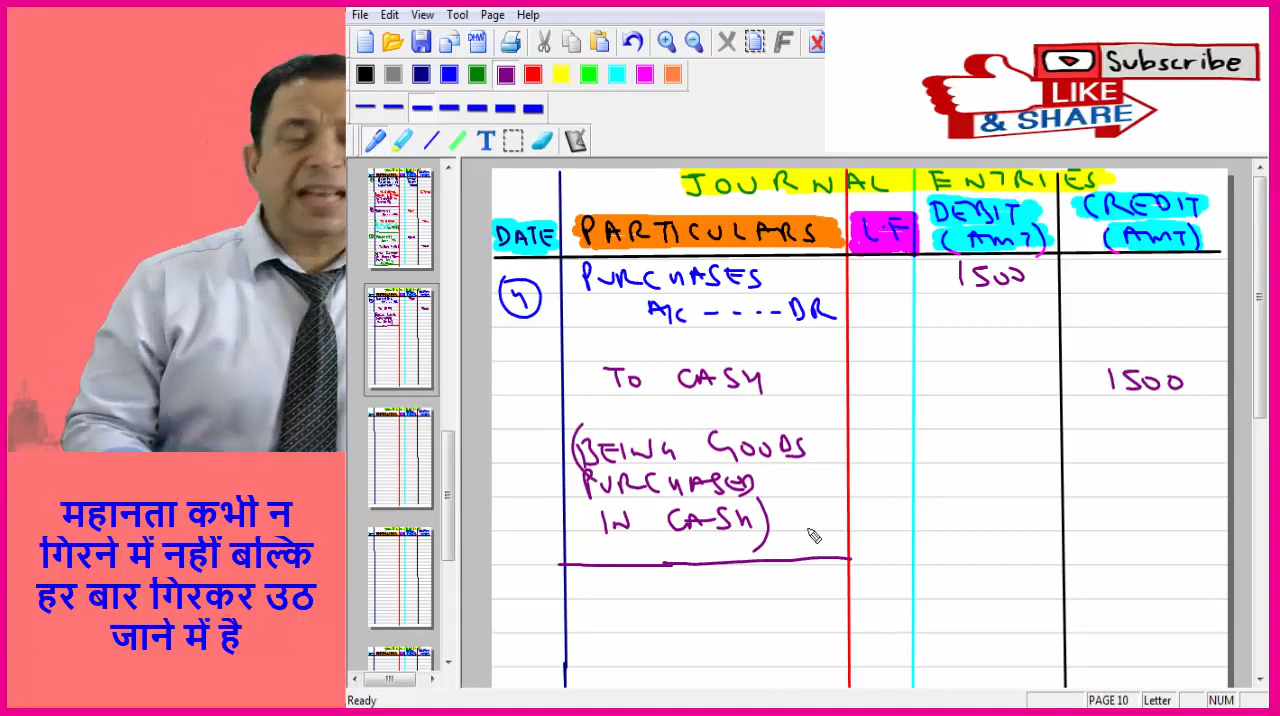 File Edit View Tool Page Help
DHW
Subscribe
LIKE
& SHARE
JOURNAL ENTRIES
DATE PARTICULARS L.F DEBIT (AMT) CREDIT (AMT)
4 PURCHASES 1500
A/C ----DR
TO CASH 1500
(BEING GOODS
PURCHASED
IN CASH)
महानता कभी न
गिरने में नहीं बल्कि
हर बार गिरकर उठ
जाने में है
Ready PAGE 10 Letter NUM